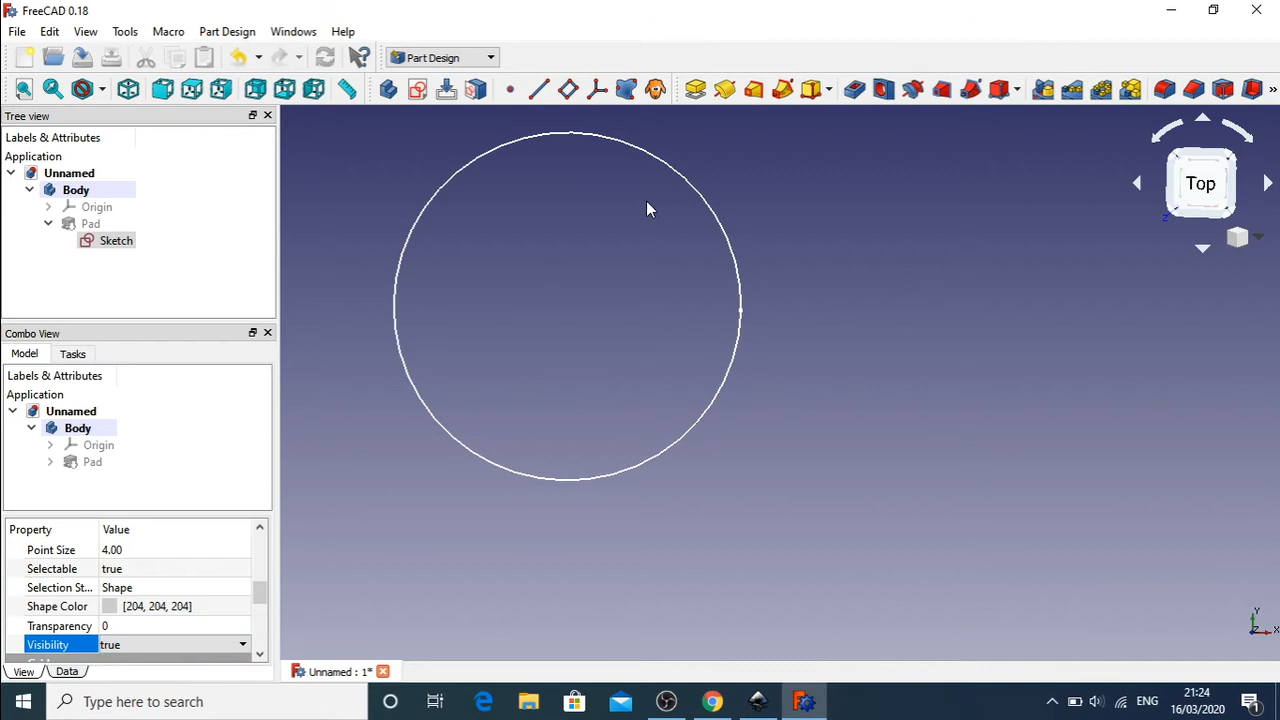 FreeCAD 0.18
File Edit View Tools Macro Part Design Windows Help
Part Design
Tree view
Labels & Attributes
Application
Unnamed
Body
Origin
Pad
Sketch
Combo View
Model Tasks
Labels & Attributes
Application
Unnamed
Body
Origin
Pad
Property Value
Point Size 4.00
Selectable true
Selection St... Shape
Shape Color [204, 204, 204]
Transparency 0
Visibility true
View Data
Top
Z
Y
X
Z
Unnamed : 1*
Type here to search
ENG
21:24
16/03/2020
1